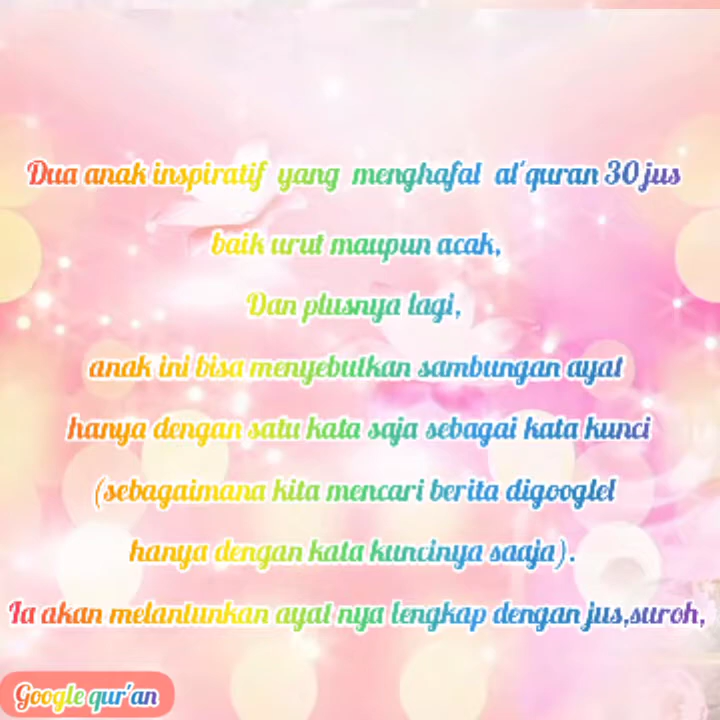 Dua anak inspiratif yang menghafal al'quran 30 jus
baik urut maupun acak,
Dan plusnya lagi,
anak ini bisa menyebutkan sambungan ayat
hanya dengan satu kata saja sebagai kata kunci
(sebagaimana kita mencari berita digooglel
hanya dengan kata kuncinya saaja).
Ia akan melantunkan ayat nya lengkap dengan jus,suroh,
Google qur'an